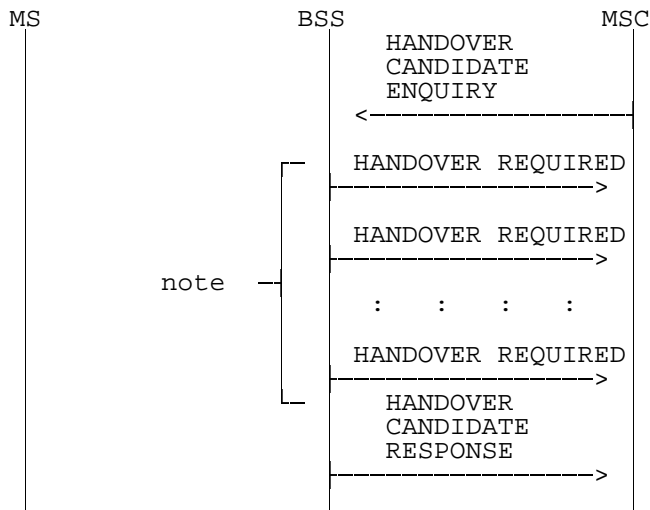 MS BSS MSC
HANDOVER
CANDIDATE
ENQUIRY
HANDOVER REQUIRED
HANDOVER REQUIRED
note
: : : :
HANDOVER REQUIRED
HANDOVER
CANDIDATE
RESPONSE